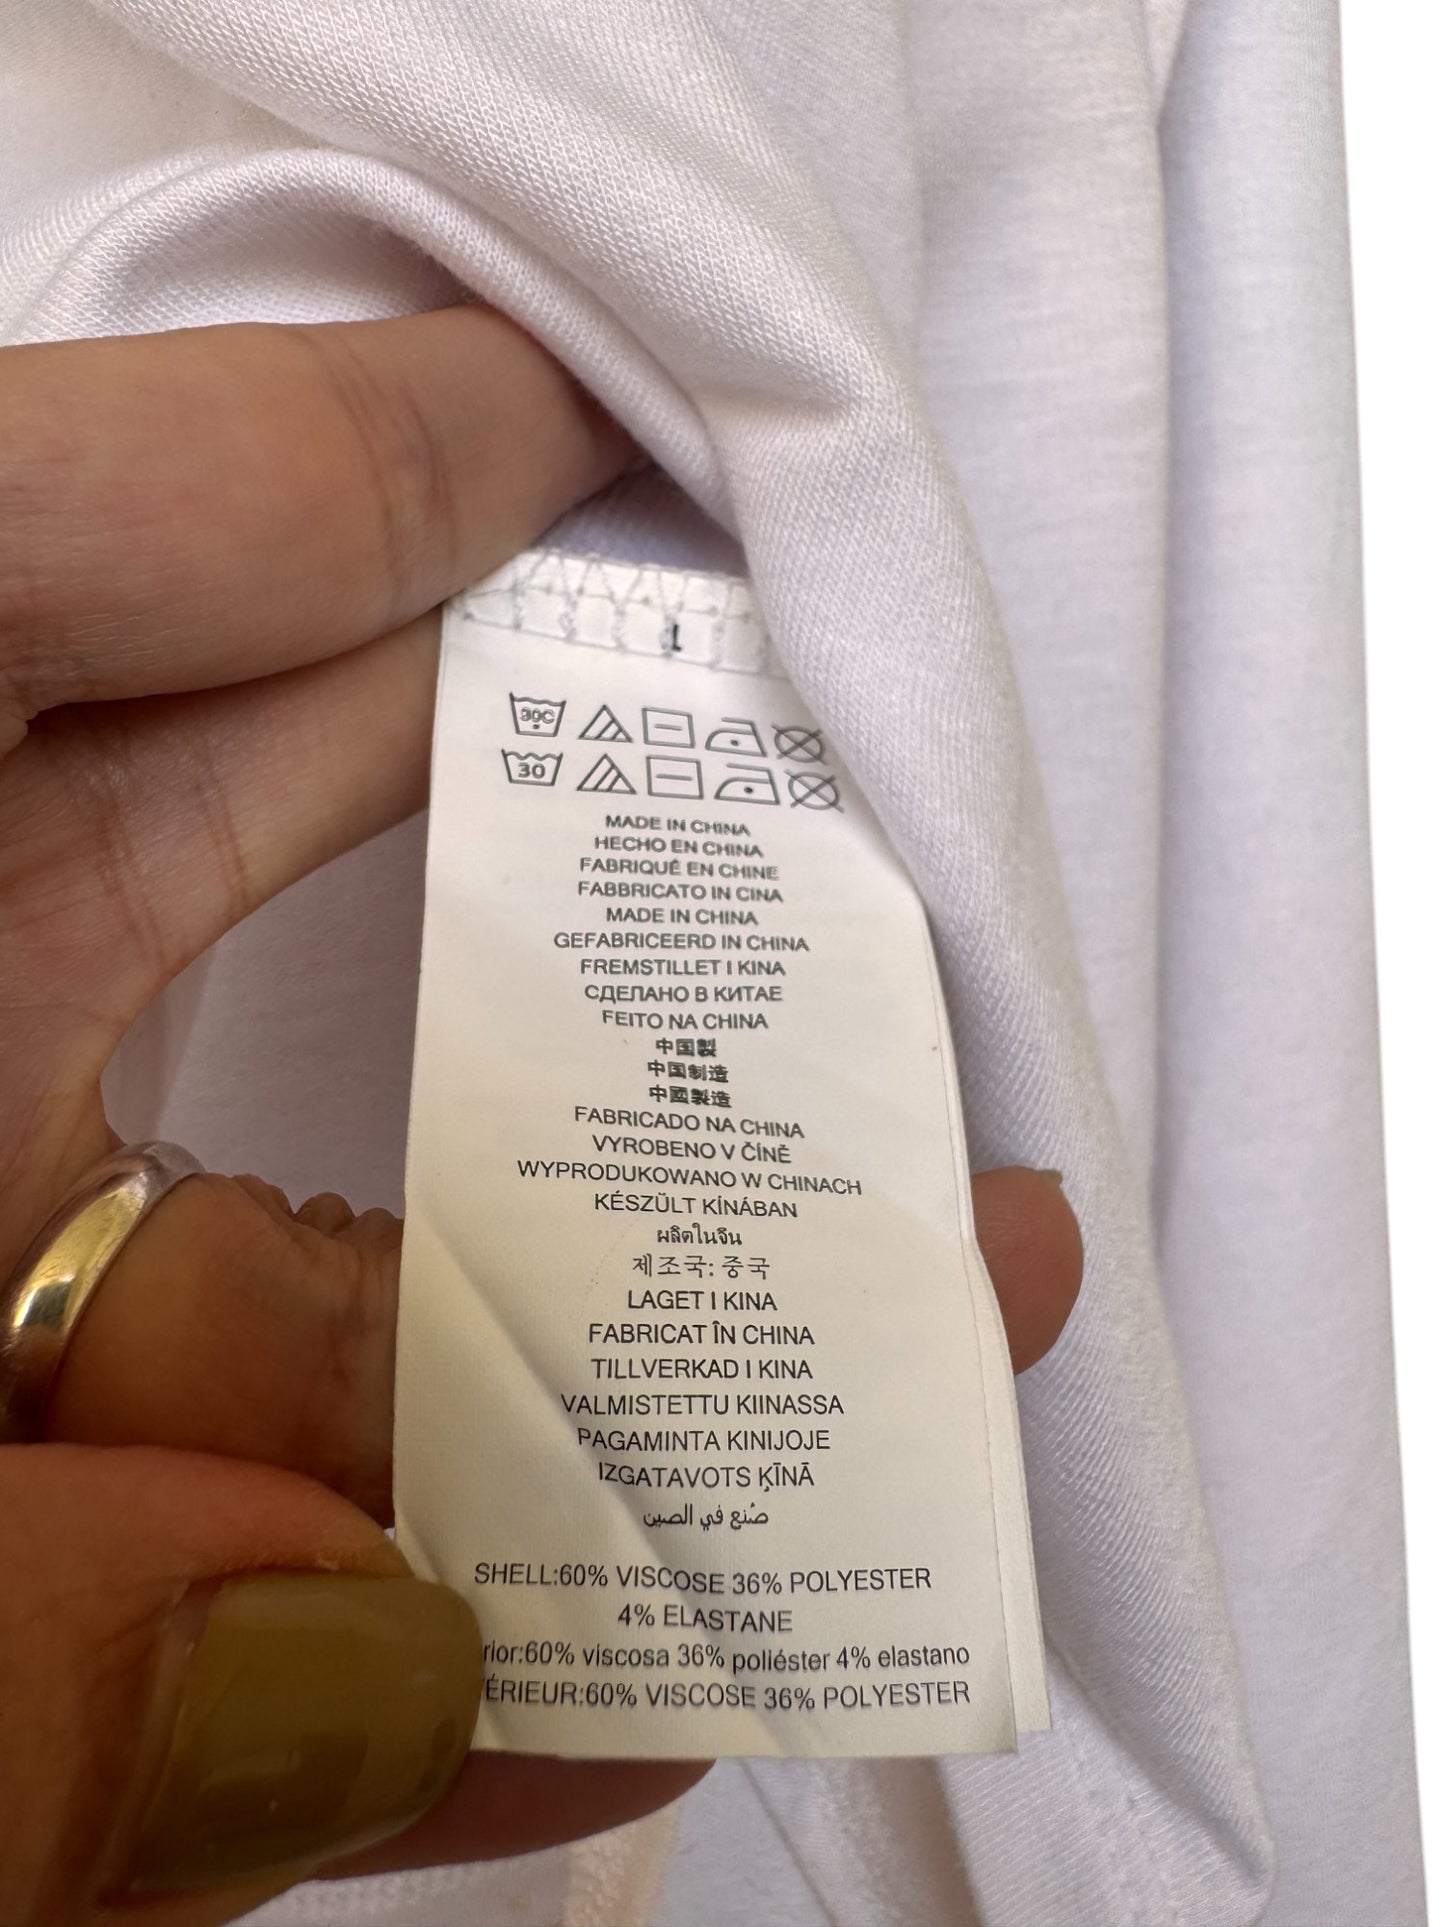 L
30C
30
MADE IN CHINA
HECHO EN CHINA
FABRIQUÉ EN CHINE
FABBRICATO IN CINA
MADE IN CHINA
GEFABRICEERD IN CHINA
FREMSTILLET I KINA
СДЕЛАНО В КИТАЕ
FEITO NA CHINA
中国製
中国制造
中國製造
FABRICADO NA CHINA
VYROBENO V ČÍNĚ
WYPRODUKOWANO W CHINACH
KÉSZÜLT KÍNÁBAN
ผลิตในจีน
제조국: 중국
LAGET I KINA
FABRICAT ÎN CHINA
TILLVERKAD I KINA
VALMISTETTU KIINASSA
PAGAMINTA KINIJOJE
IZGATAVOTS ĶĪNĀ
صُنع في الصين
SHELL:60% VISCOSE 36% POLYESTER
4% ELASTANE
rior:60% viscosa 36% poliéster 4% elastano
ÉRIEUR:60% VISCOSE 36% POLYESTER